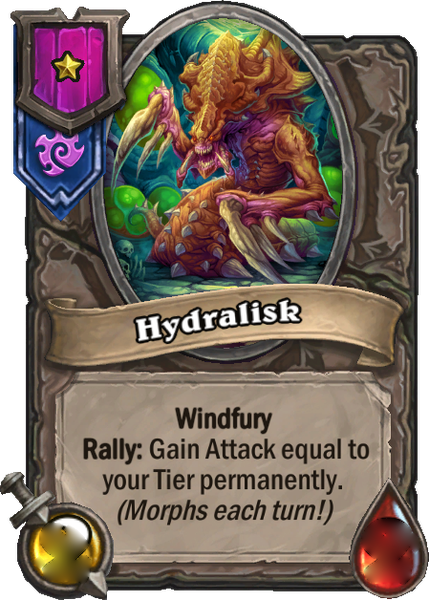 Hydralisk
Windfury
Rally: Gain Attack equal to
your Tier permanently.
(Morphs each turn!)